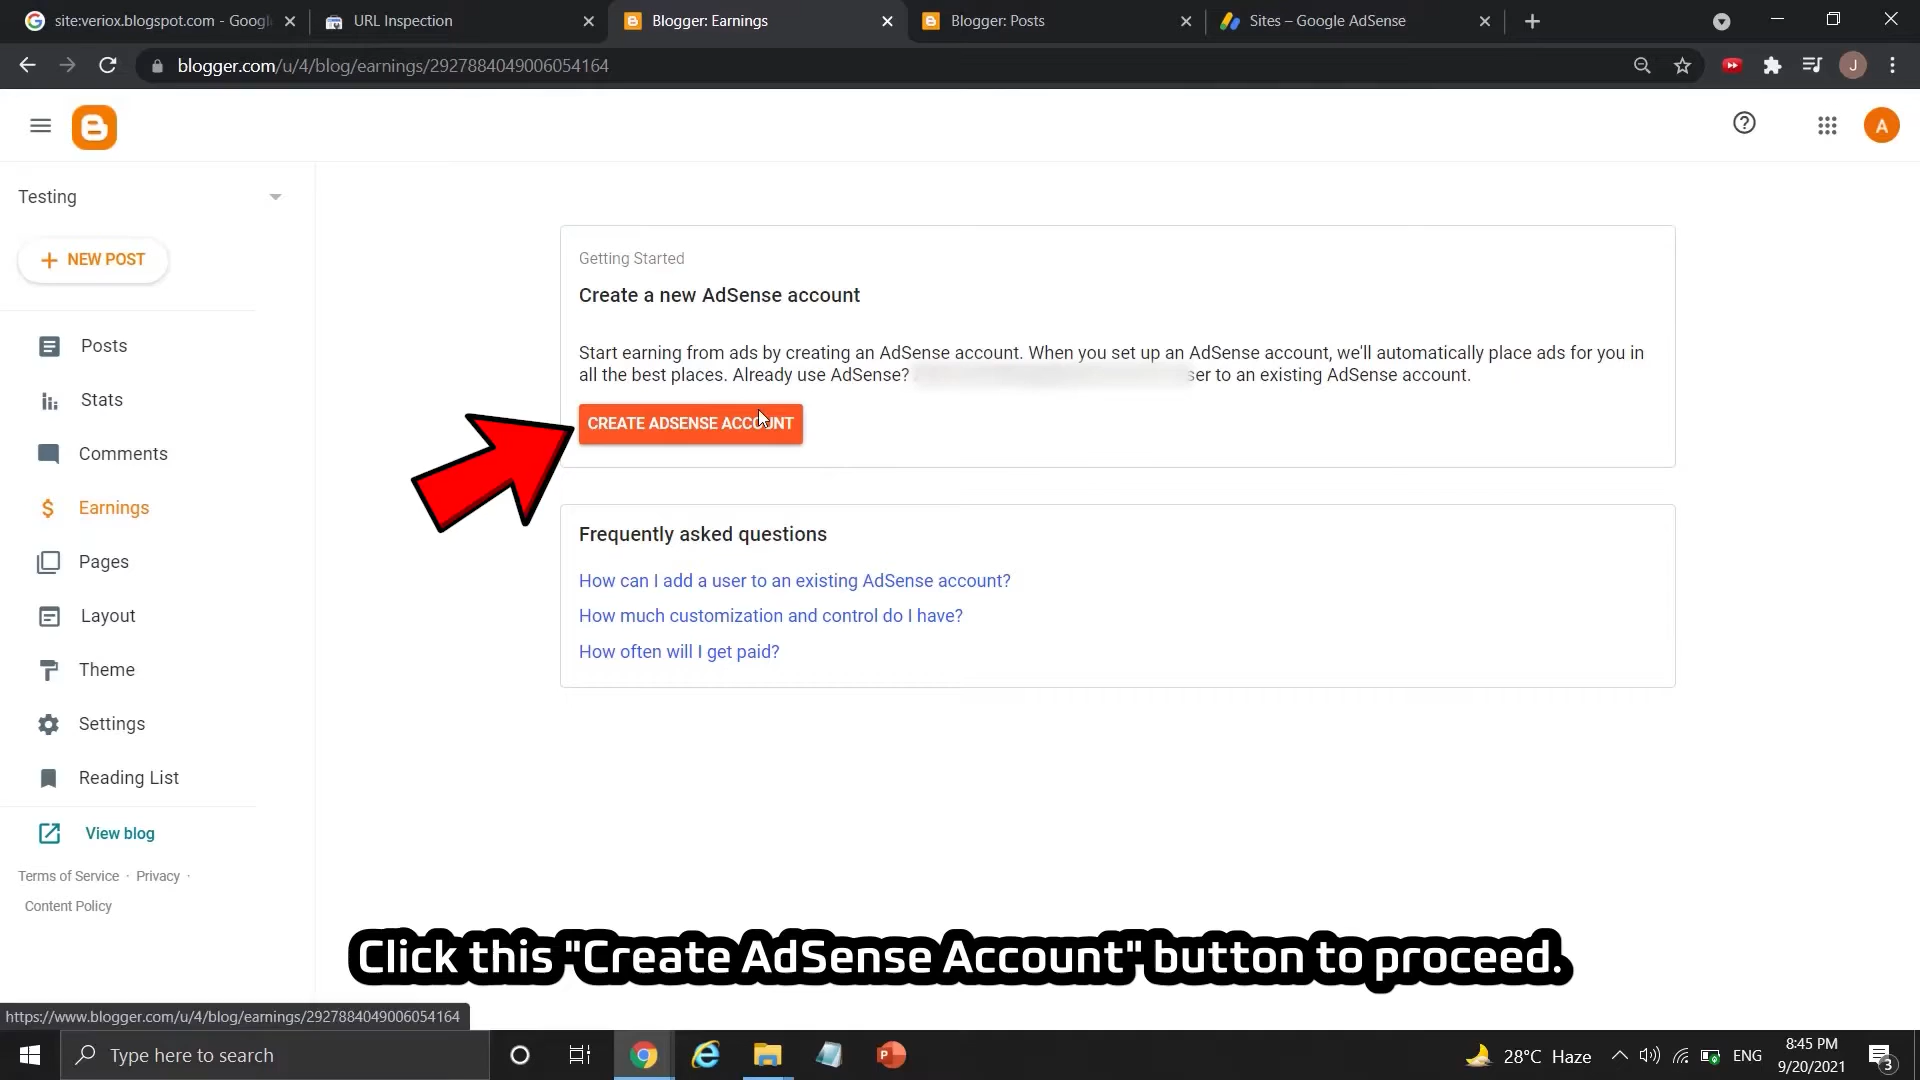 site:veriox.blogspot.com - Googl
URL Inspection
Blogger: Earnings
Blogger: Posts
Sites – Google AdSense
blogger.com/u/4/blog/earnings/2927884049006054164
J
A
Testing
NEW POST
Posts
Stats
Comments
Earnings
Pages
Layout
Theme
Settings
Reading List
View blog
Terms of Service · Privacy ·
Content Policy
Getting Started
Create a new AdSense account
Start earning from ads by creating an AdSense account. When you set up an AdSense account, we'll automatically place ads for you in
all the best places. Already use AdSense? to an existing AdSense account.
CREATE ADSENSE ACCOUNT
Frequently asked questions
How can I add a user to an existing AdSense account?
How much customization and control do I have?
How often will I get paid?
Click this "Create AdSense Account" button to proceed.
https://www.blogger.com/u/4/blog/earnings/2927884049006054164
Type here to search
28°C Haze
ENG
8:45 PM
9/20/2021
3